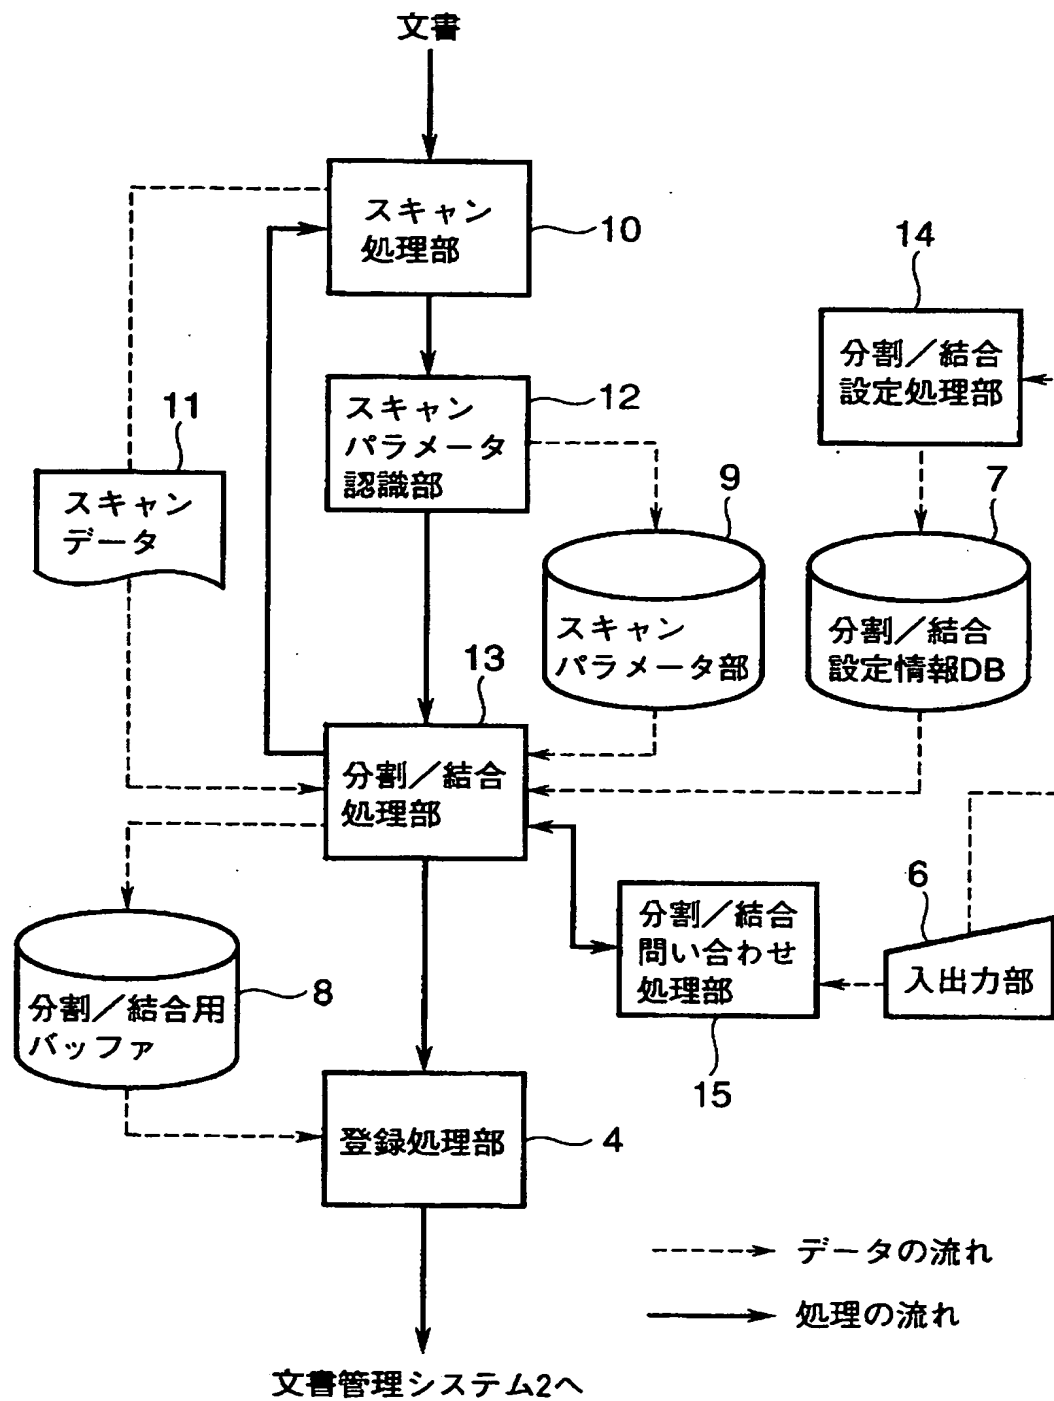 文書
スキャン
処理部
10
14
分割／結合
設定処理部
スキャン
パラメータ
認識部
12
11
スキャン
データ
9
スキャン
パラメータ部
7
分割／結合
設定情報DB
13
分割／結合
処理部
6
入出力部
分割／結合
問い合わせ
処理部
15
分割／結合用
バッファ
8
登録処理部
4
データの流れ
処理の流れ
文書管理システム2へ